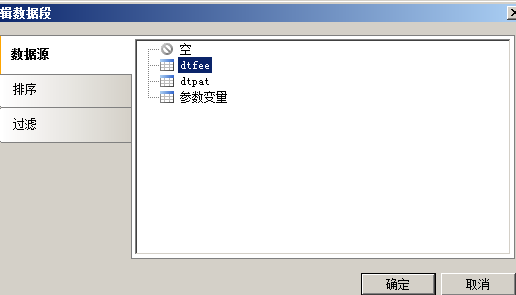 辑数据段
数据源
排序
过滤
空
dtfee
dtpat
参数变量
确定
取消